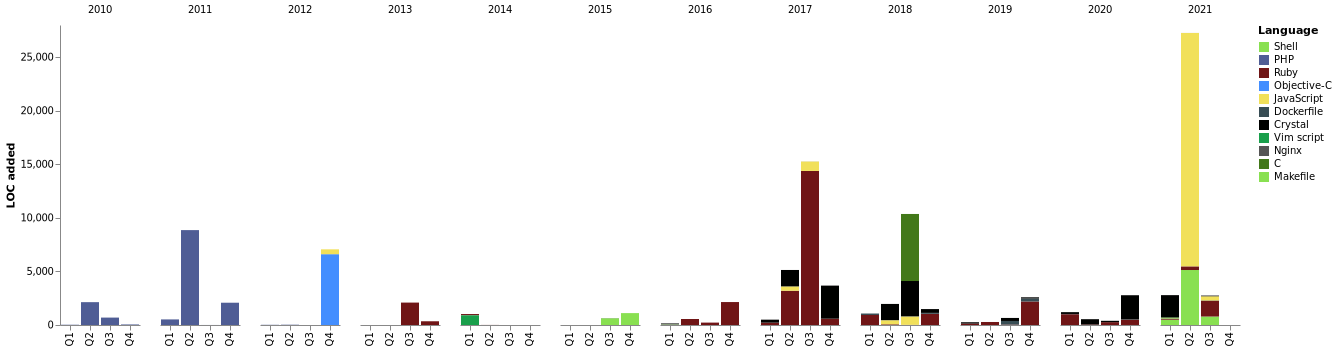 2010 2011 2012 2013 2014 2015 2016 2017 2018 2019 2020 2021
LOC added
25,000
20,000
15,000
10,000
5,000
0
Q1 Q2 Q3 Q4 Q1 Q2 Q3 Q4 Q1 Q2 Q3 Q4 Q1 Q2 Q3 Q4 Q1 Q2 Q3 Q4 Q1 Q2 Q3 Q4 Q1 Q2 Q3 Q4 Q1 Q2 Q3 Q4 Q1 Q2 Q3 Q4 Q1 Q2 Q3 Q4 Q1 Q2 Q3 Q4 Q1 Q2 Q3 Q4
Language
Shell
PHP
Ruby
Objective-C
JavaScript
Dockerfile
Crystal
Vim script
Nginx
C
Makefile